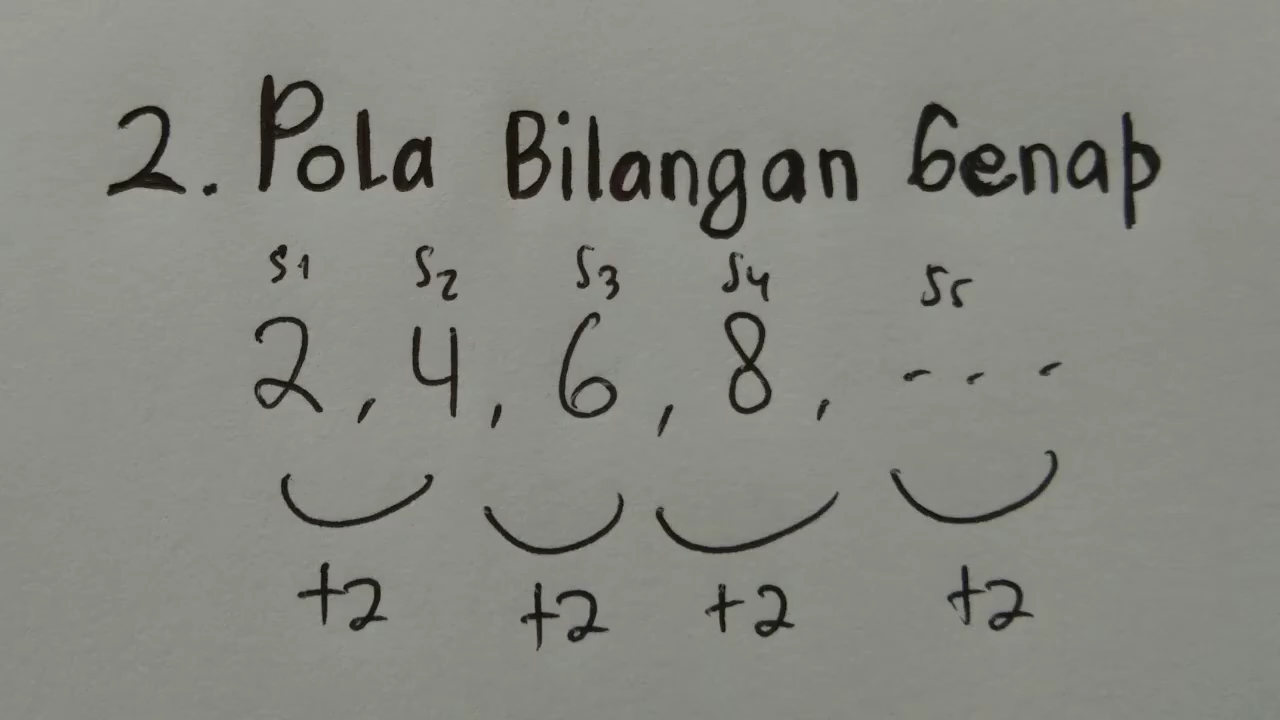 2. Pola Bilangan Genap
S1 S2 S3 S4 S5
2, 4, 6, 8, ...
+2 +2 +2 +2